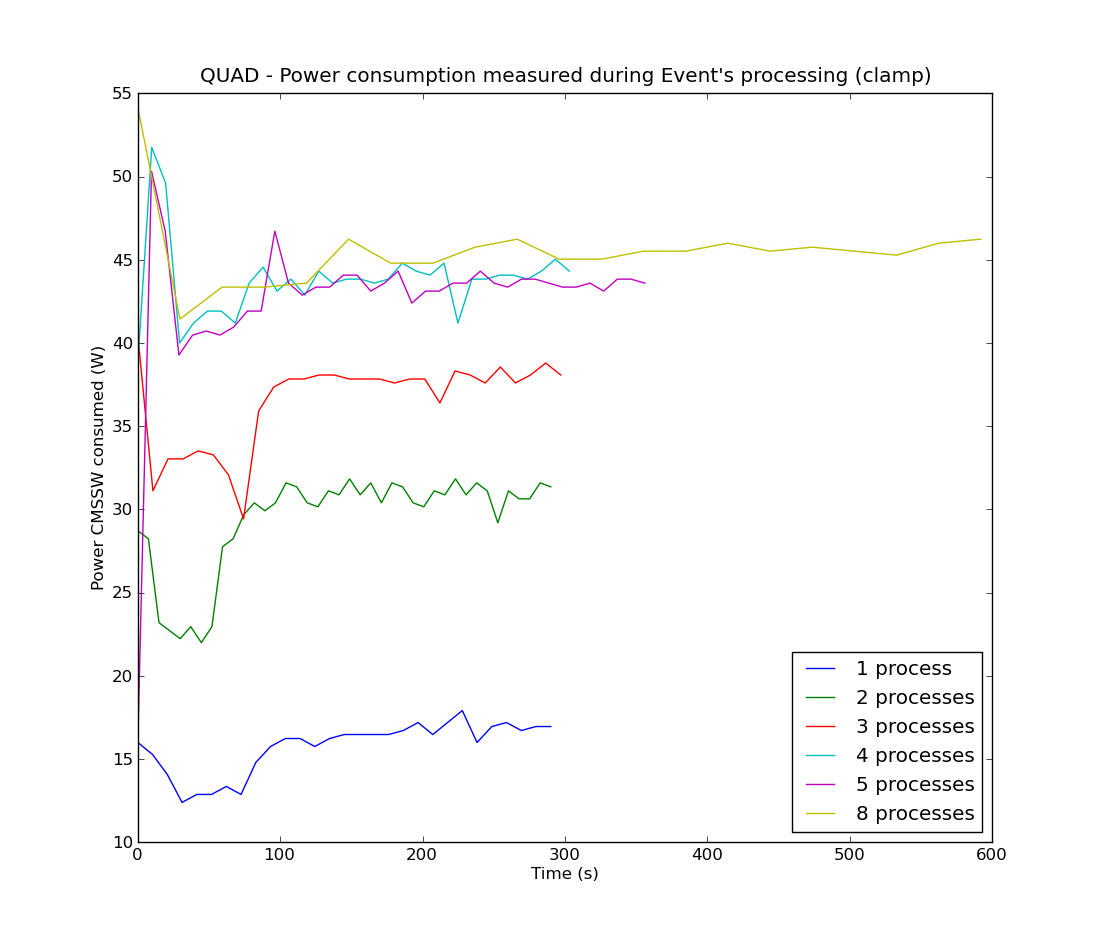 QUAD - Power consumption measured during Event's processing (clamp)
55
50
45
40
35
30
25
20
15
10
Power CMSSW consumed (W)
1 process
2 processes
3 processes
4 processes
5 processes
8 processes
0 100 200 300 400 500 600
Time (s)